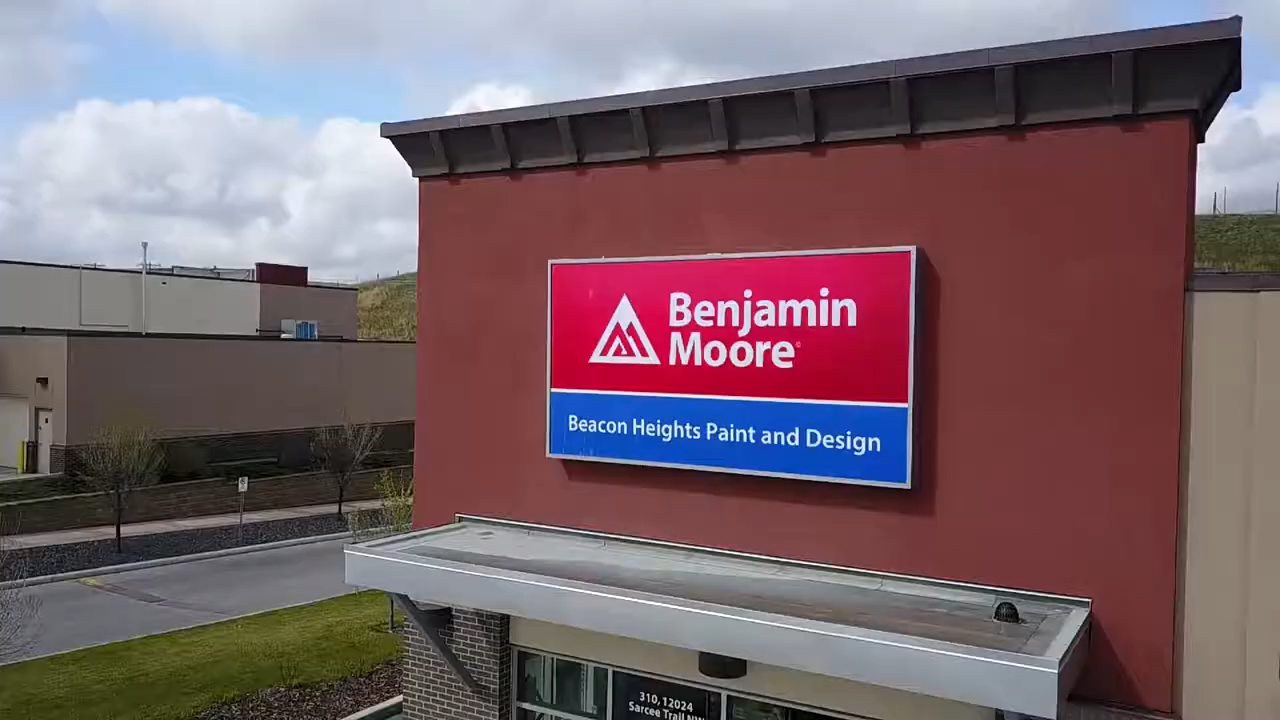 Benjamin
Moore
Beacon Heights Paint and Design
310, 12024
Sarcee Trail NW